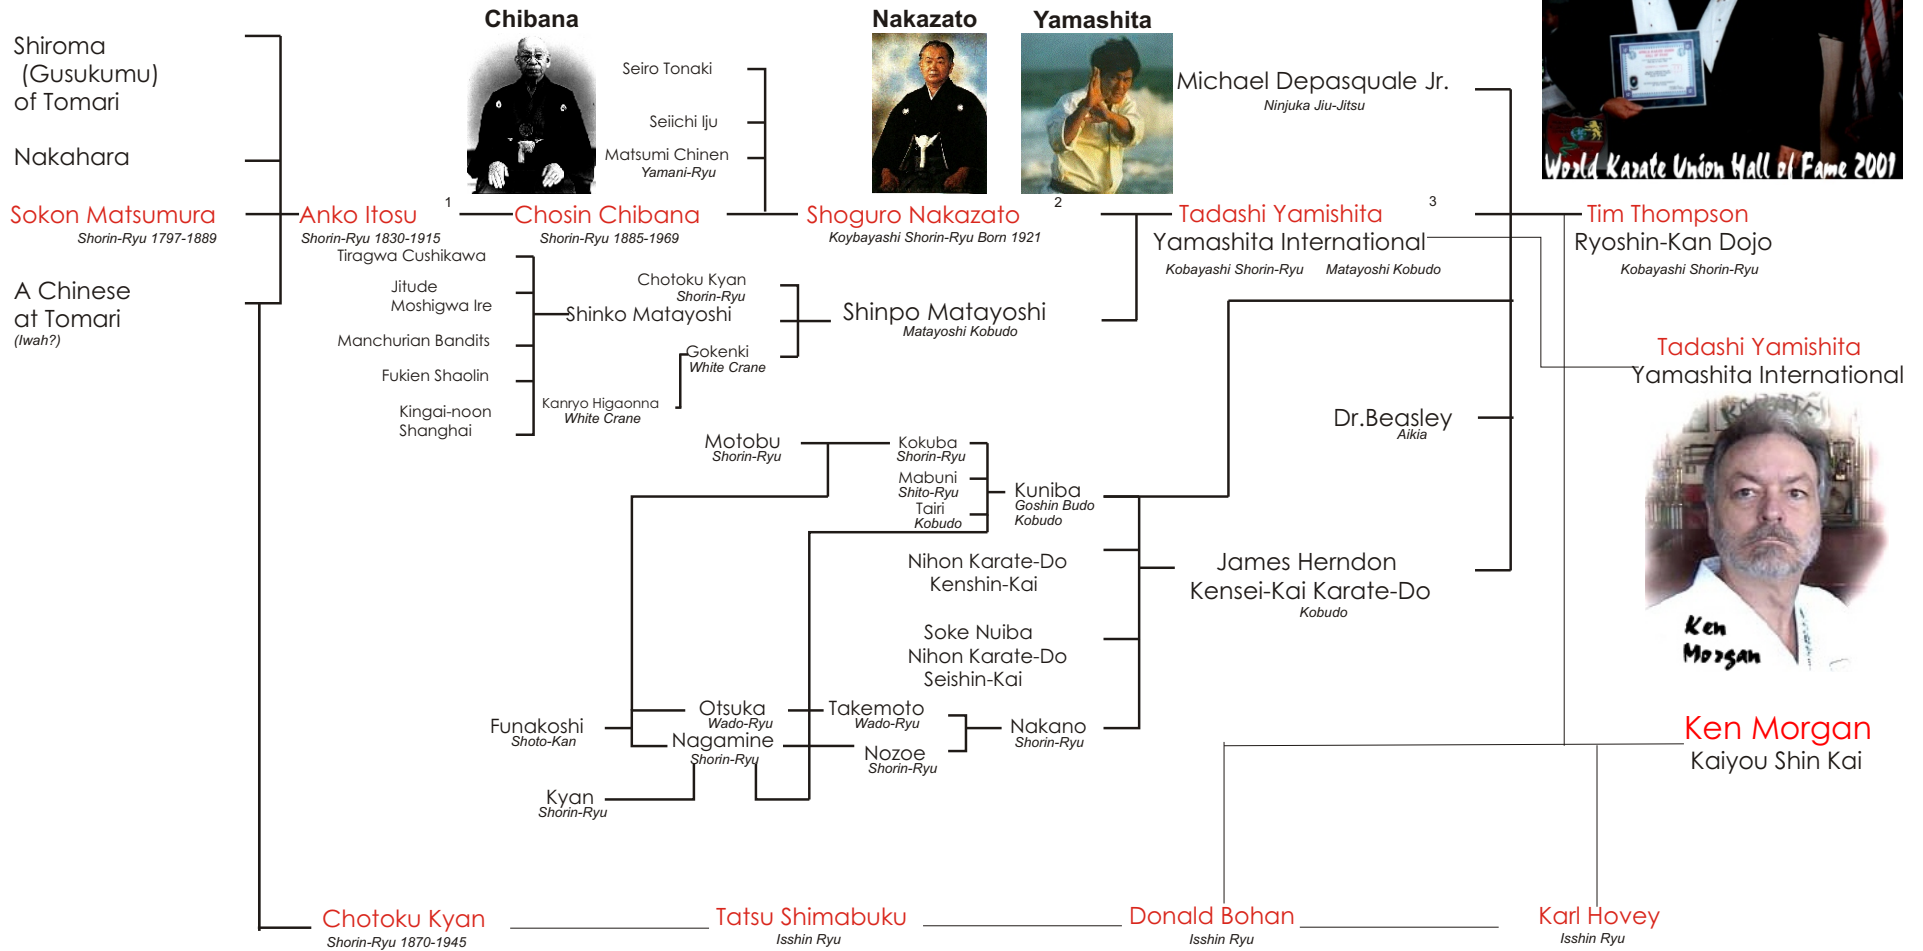 Chibana
Nakazato
Yamashita
Shiroma
(Gusukumu)
of Tomari
Nakahara
Sokon Matsumura
Shorin-Ryu 1797-1889
A Chinese
at Tomari
(Iwah?)
Anko Itosu
1
Shorin-Ryu 1830-1915
Chosin Chibana
Shorin-Ryu 1885-1969
Seiro Tonaki
Seiichi Iju
Matsumi Chinen
Yamani-Ryu
Shoguro Nakazato
2
Koybayashi Shorin-Ryu Born 1921
Michael Depasquale Jr.
Ninjuka Jiu-Jitsu
Tadashi Yamishita
3
Yamashita International
Kobayashi Shorin-Ryu
Matayoshi Kobudo
World Karate Union Hall of Fame 2001
Tim Thompson
Ryoshin-Kan Dojo
Kobayashi Shorin-Ryu
Tiragwa Cushikawa
Jitude
Moshigwa Ire
Manchurian Bandits
Fukien Shaolin
Kingai-noon
Shanghai
Shinko Matayoshi
Chotoku Kyan
Shorin-Ryu
Gokenki
White Crane
Kanryo Higaonna
White Crane
Shinpo Matayoshi
Matayoshi Kobudo
Tadashi Yamishita
Yamashita International
KARATE
Dr.Beasley
Aikia
Motobu
Shorin-Ryu
Kokuba
Shorin-Ryu
Mabuni
Shito-Ryu
Tairi
Kobudo
Kuniba
Goshin Budo
Kobudo
Nihon Karate-Do
Kenshin-Kai
James Herndon
Kensei-Kai Karate-Do
Kobudo
Soke Nuiba
Nihon Karate-Do
Seishin-Kai
Ken
Morgan
Funakoshi
Shoto-Kan
Otsuka
Wado-Ryu
Nagamine
Shorin-Ryu
Takemoto
Wado-Ryu
Nozoe
Shorin-Ryu
Nakano
Shorin-Ryu
Kyan
Shorin-Ryu
Ken Morgan
Kaiyou Shin Kai
Chotoku Kyan
Shorin-Ryu 1870-1945
Tatsu Shimabuku
Isshin Ryu
Donald Bohan
Isshin Ryu
Karl Hovey
Isshin Ryu